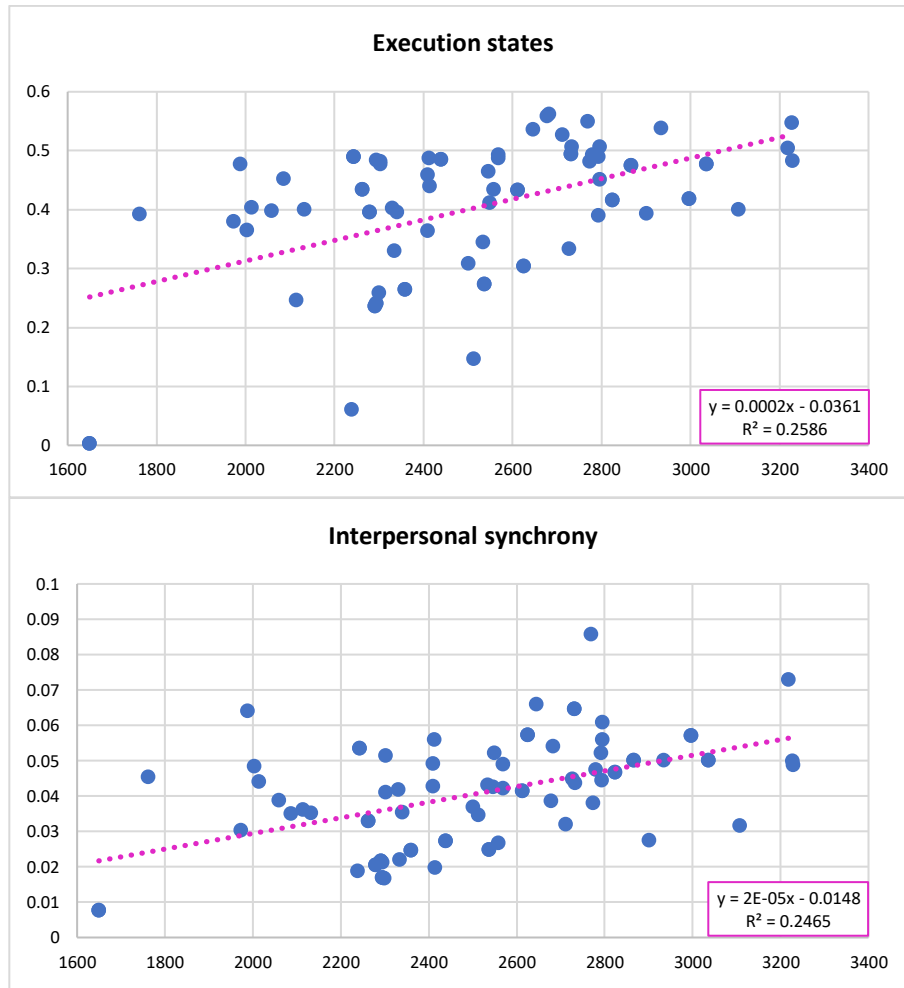 Execution states
0.6
0.5
0.4
0.3
0.2
0.1
0
y = 0.0002x - 0.0361
R² = 0.2586
1600 1800 2000 2200 2400 2600 2800 3000 3200 3400
Interpersonal synchrony
0.1
0.09
0.08
0.07
0.06
0.05
0.04
0.03
0.02
0.01
0
y = 2E-05x - 0.0148
R² = 0.2465
1600 1800 2000 2200 2400 2600 2800 3000 3200 3400